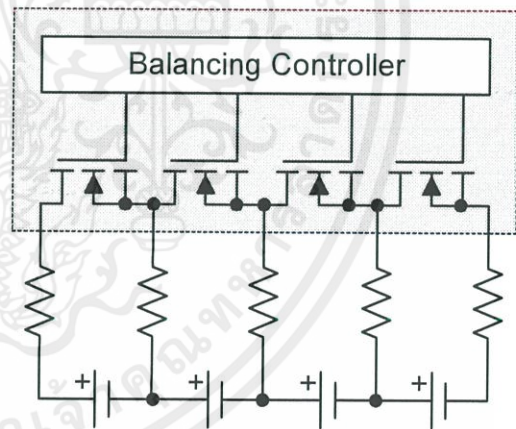 Balancing Controller
+ + + +